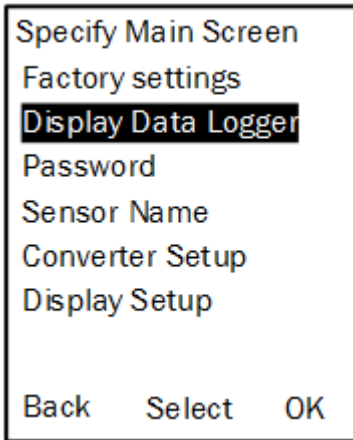 Specify Main Screen
Factory settings
Display Data Logger
Password
Sensor Name
Converter Setup
Display Setup
Back Select OK